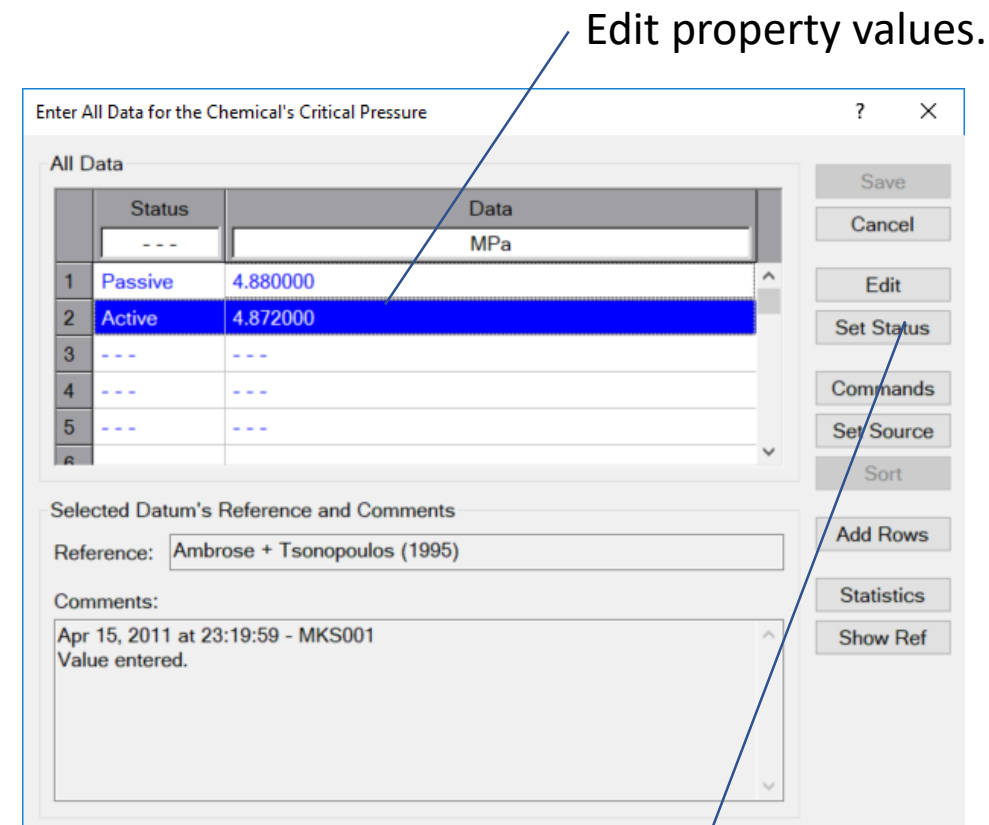 Edit property values.
Enter All Data for the Chemical's Critical Pressure ? ×
All Data
Status Data
- - - MPa
1 Passive 4.880000
2 Active 4.872000
3 - - - - - -
4 - - - - - -
5 - - - - - -
6
Save
Cancel
Edit
Set Status
Commands
Set Source
Sort
Add Rows
Statistics
Show Ref
Selected Datum's Reference and Comments
Reference: Ambrose + Tsonopoulos (1995)
Comments:
Apr 15, 2011 at 23:19:59 - MKS001
Value entered.